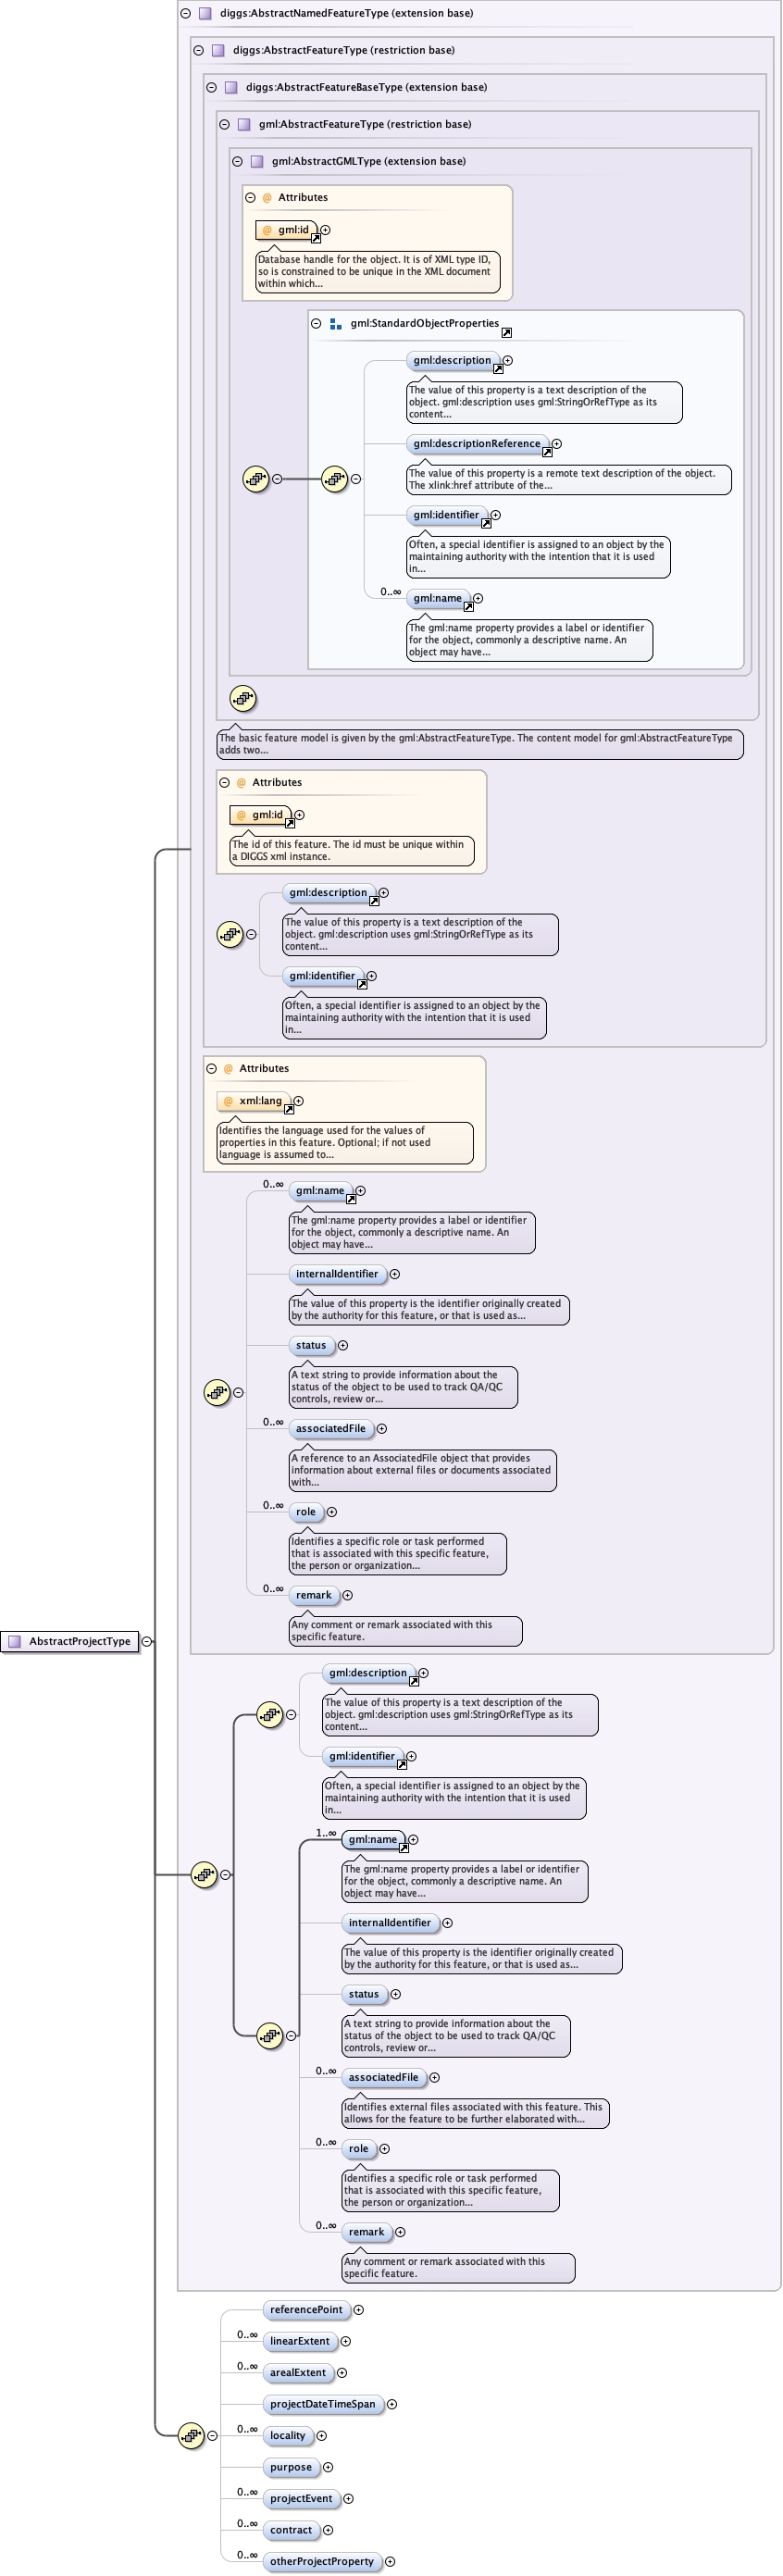 diggs:AbstractNamedFeatureType (extension base)
diggs:AbstractFeatureType (restriction base)
diggs:AbstractFeatureBaseType (extension base)
gml:AbstractFeatureType (restriction base)
gml:AbstractGMLType (extension base)
@ Attributes
@ gml:id
Database handle for the object. It is of XML type ID,
so is constrained to be unique in the XML document
within which...
gml:StandardObjectProperties
gml:description
The value of this property is a text description of the
object. gml:description uses gml:StringOrRefType as its
content...
gml:descriptionReference
The value of this property is a remote text description of the object.
The xlink:href attribute of the...
gml:identifier
Often, a special identifier is assigned to an object by the
maintaining authority with the intention that it is used
in...
0..∞
gml:name
The gml:name property provides a label or identifier
for the object, commonly a descriptive name. An
object may have...
The basic feature model is given by the gml:AbstractFeatureType. The content model for gml:AbstractFeatureType
adds two...
@ Attributes
@ gml:id
The id of this feature. The id must be unique within
a DIGGS xml instance.
gml:description
The value of this property is a text description of the
object. gml:description uses gml:StringOrRefType as its
content...
gml:identifier
Often, a special identifier is assigned to an object by the
maintaining authority with the intention that it is used
in...
@ Attributes
@ xml:lang
Identifies the language used for the values of
properties in this feature. Optional; if not used
language is assumed to...
0..∞
gml:name
The gml:name property provides a label or identifier
for the object, commonly a descriptive name. An
object may have...
internalIdentifier
The value of this property is the identifier originally created
by the authority for this feature, or that is used as...
status
A text string to provide information about the
status of the object to be used to track QA/QC
controls, review or...
0..∞
associatedFile
A reference to an AssociatedFile object that provides
information about external files or documents associated
with...
0..∞
role
Identifies a specific role or task performed
that is associated with this specific feature,
the person or organization...
0..∞
remark
Any comment or remark associated with this
specific feature.
AbstractProjectType
gml:description
The value of this property is a text description of the
object. gml:description uses gml:StringOrRefType as its
content...
gml:identifier
Often, a special identifier is assigned to an object by the
maintaining authority with the intention that it is used
in...
1..∞
gml:name
The gml:name property provides a label or identifier
for the object, commonly a descriptive name. An
object may have...
internalIdentifier
The value of this property is the identifier originally created
by the authority for this feature, or that is used as...
status
A text string to provide information about the
status of the object to be used to track QA/QC
controls, review or...
0..∞
associatedFile
Identifies external files associated with this feature. This
allows for the feature to be further elaborated with...
0..∞
role
Identifies a specific role or task performed
that is associated with this specific feature,
the person or organization...
0..∞
remark
Any comment or remark associated with this
specific feature.
referencePoint
0..∞
linearExtent
0..∞
arealExtent
projectDateTimeSpan
0..∞
locality
purpose
0..∞
projectEvent
0..∞
contract
0..∞
otherProjectProperty